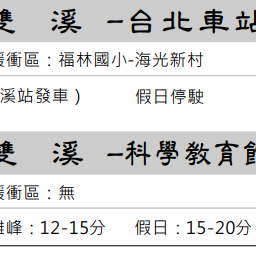 雙 溪 －台北車站
緩衝區：福林國小-海光新村
溪站發車） 假日停駛
雙 溪 －科學教育館
緩衝區：無
離峰：12-15分 假日：15-20分